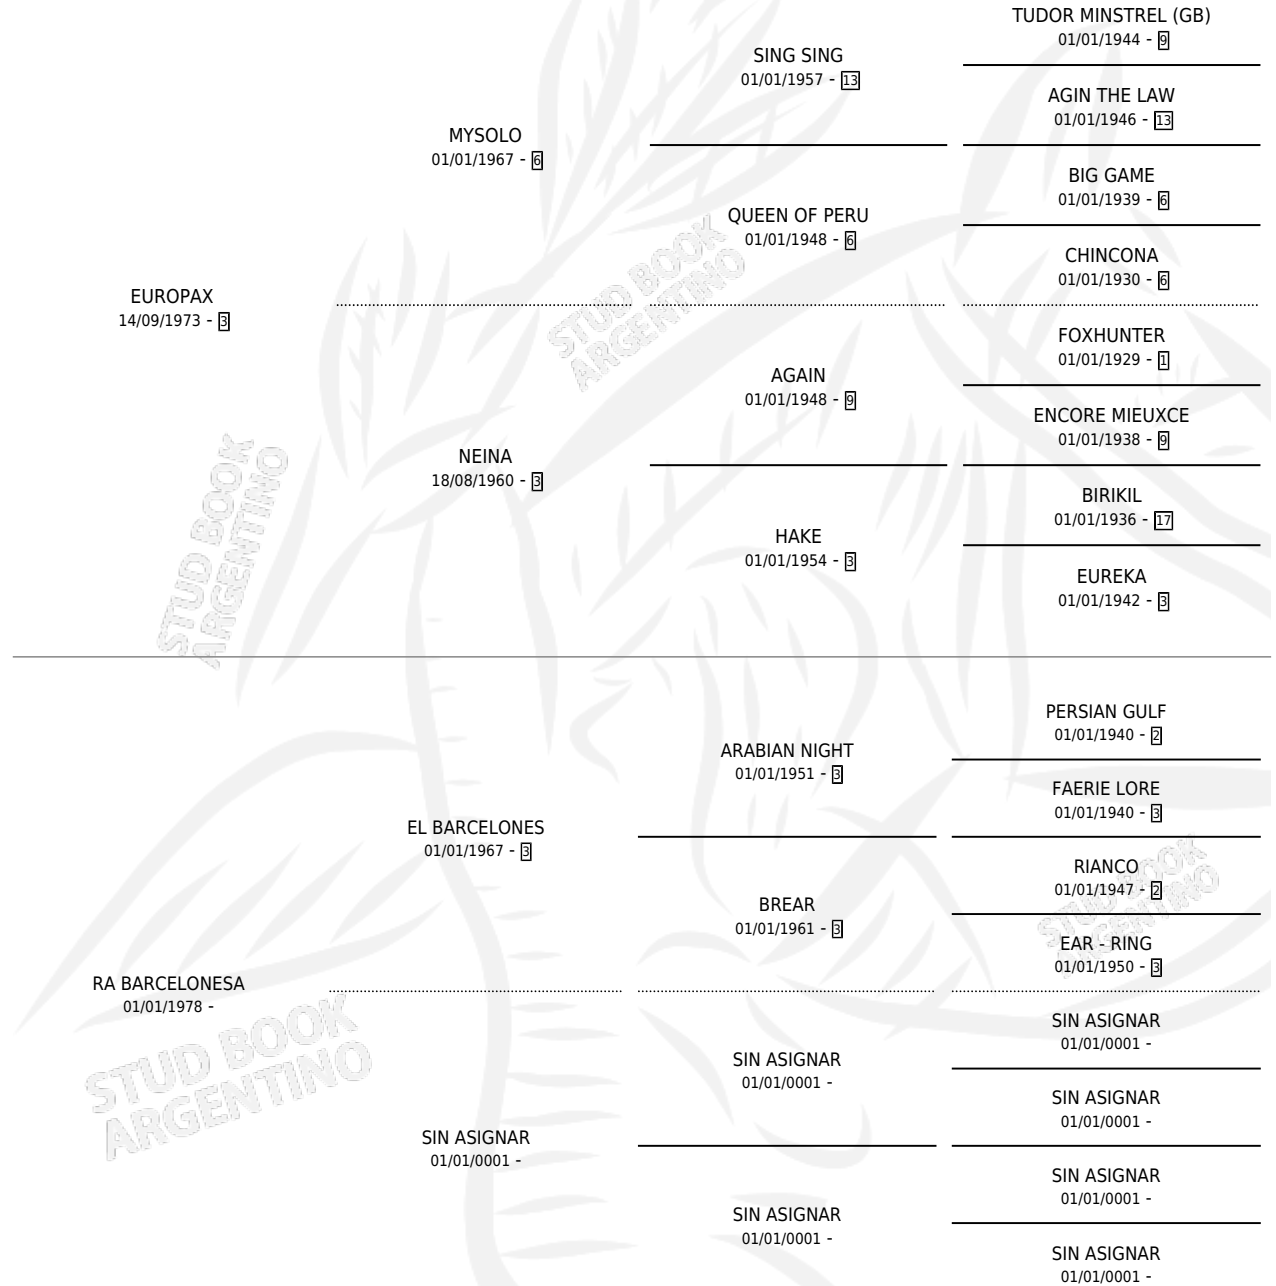 TUDOR MINSTREL (GB)
01/01/1944 - 9
SING SING
01/01/1957 - 13
AGIN THE LAW
01/01/1946 - 13
MYSOLO
01/01/1967 - 6
BIG GAME
01/01/1939 - 6
QUEEN OF PERU
01/01/1948 - 6
CHINCONA
01/01/1930 - 6
EUROPAX
14/09/1973 - 3
FOXHUNTER
01/01/1929 - 1
AGAIN
01/01/1948 - 9
ENCORE MIEUXCE
01/01/1938 - 9
NEINA
18/08/1960 - 3
BIRIKIL
01/01/1936 - 17
HAKE
01/01/1954 - 3
EUREKA
01/01/1942 - 3
STUD BOOK
ARGENTINO
STUD BOOK
ARGENTINO
PERSIAN GULF
01/01/1940 - 2
ARABIAN NIGHT
01/01/1951 - 3
FAERIE LORE
01/01/1940 - 3
EL BARCELONES
01/01/1967 - 3
RIANCO
01/01/1947 - 2
BREAR
01/01/1961 - 3
EAR - RING
01/01/1950 - 3
STUD BOOK
ARGENTINO
RA BARCELONESA
01/01/1978 -
SIN ASIGNAR
01/01/0001 -
SIN ASIGNAR
01/01/0001 -
SIN ASIGNAR
01/01/0001 -
SIN ASIGNAR
01/01/0001 -
SIN ASIGNAR
01/01/0001 -
SIN ASIGNAR
01/01/0001 -
SIN ASIGNAR
01/01/0001 -
STUD BOOK
ARGENTINO